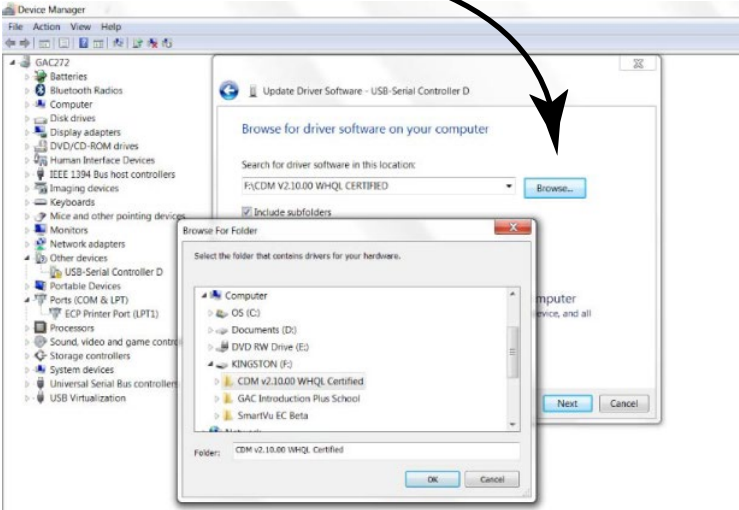 Device Manager
File Action View Help
GAC272
Batteries
Bluetooth Radios
Computer
Disk drives
Display adapters
DVD/CD-ROM drives
Human Interface Devices
IEEE 1394 Bus host controllers
Imaging devices
Keyboards
Mice and other pointing devices
Monitors
Network adapters
Other devices
USB-Serial Controller D
Portable Devices
Ports (COM & LPT)
ECP Printer Port (LPT1)
Processors
Sound, video and game contro
Storage controllers
System devices
Universal Serial Bus controllers
USB Virtualization
Update Driver Software - USB-Serial Controller D
Browse for driver software on your computer
Search for driver software in this location:
F:\CDM V2.10.00 WHQL CERTIFIED
Browse...
Include subfolders
mputer
device, and all
Next Cancel
Browse For Folder
Select the folder that contains drivers for your hardware.
Computer
OS (C:)
Documents (D:)
DVD RW Drive (E:)
KINGSTON (F:)
CDM v2.10.00 WHQL Certified
GAC Introduction Plus School
SmartVu EC Beta
Folder: CDM v2.10.00 WHQL Certified
OK Cancel